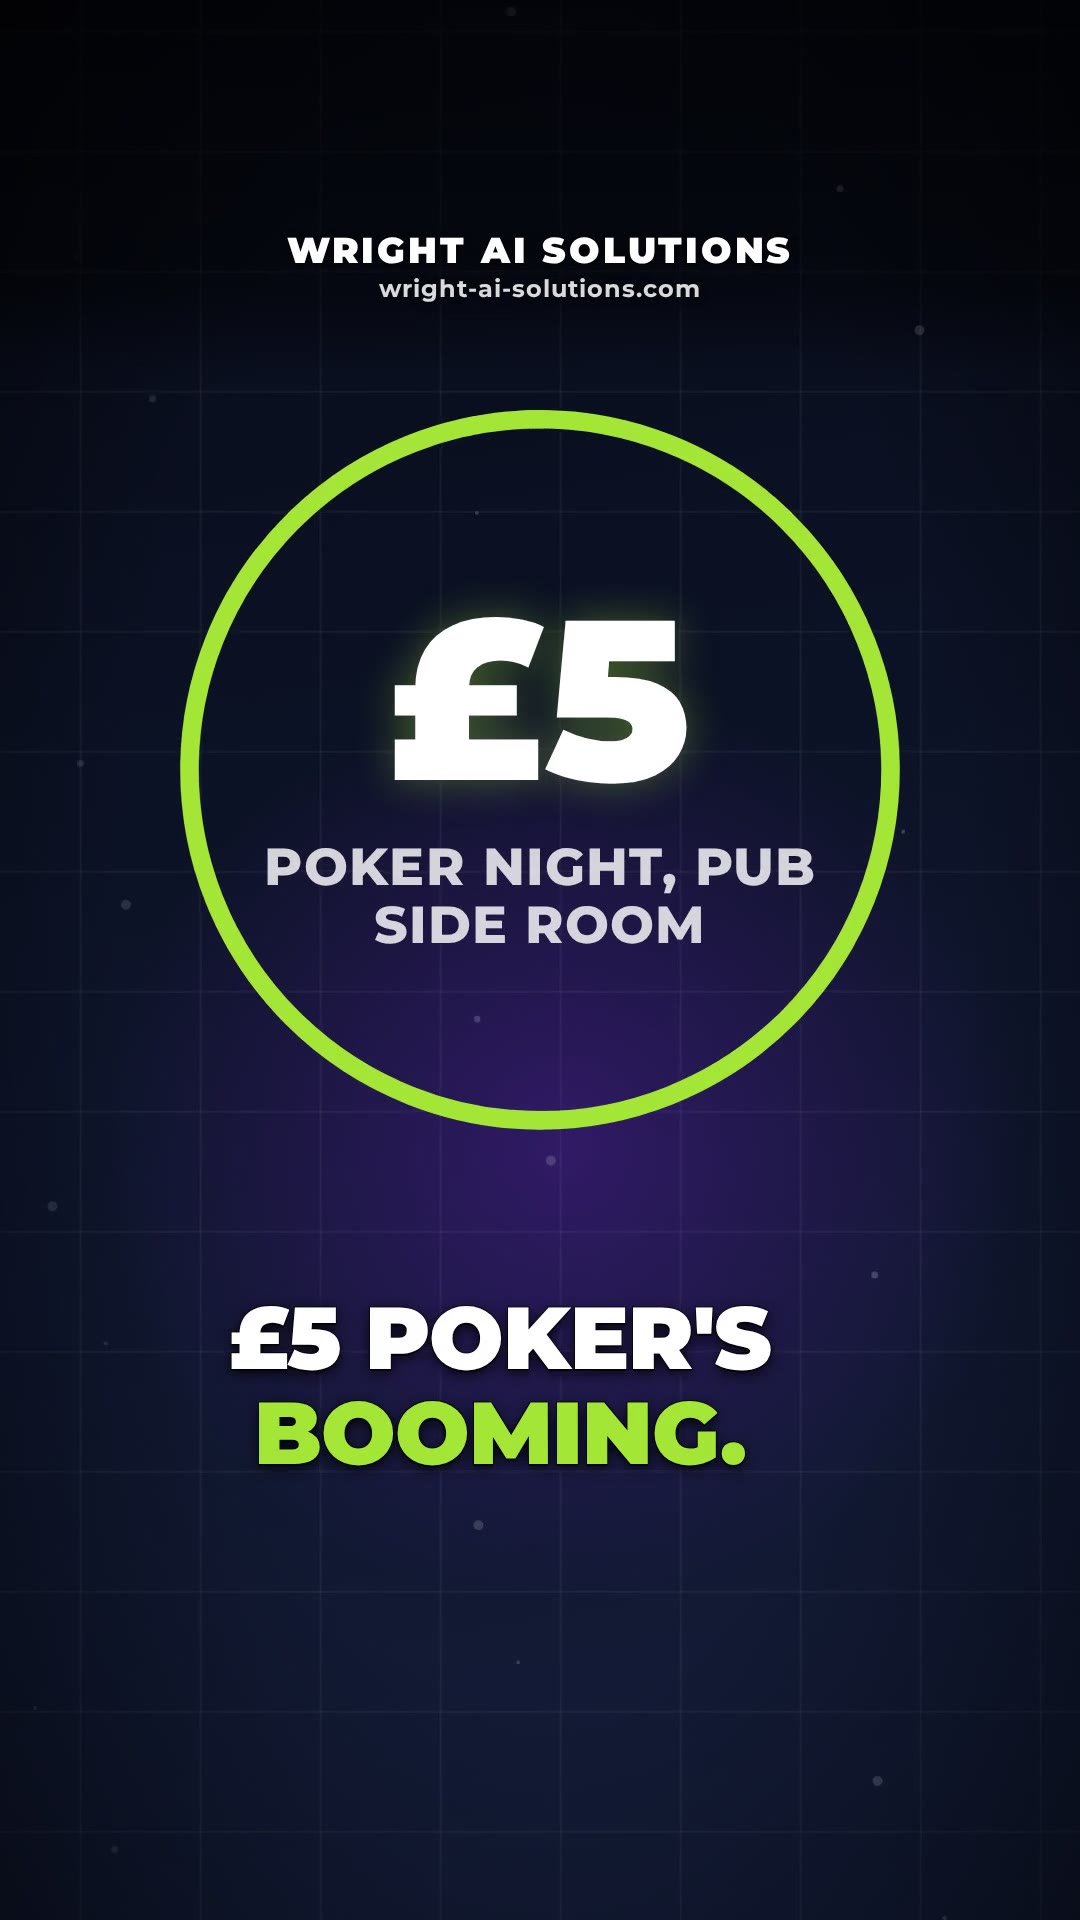 WRIGHT AI SOLUTIONS
wright-ai-solutions.com
£5
POKER NIGHT, PUB
SIDE ROOM
£5 POKER'S
BOOMING.